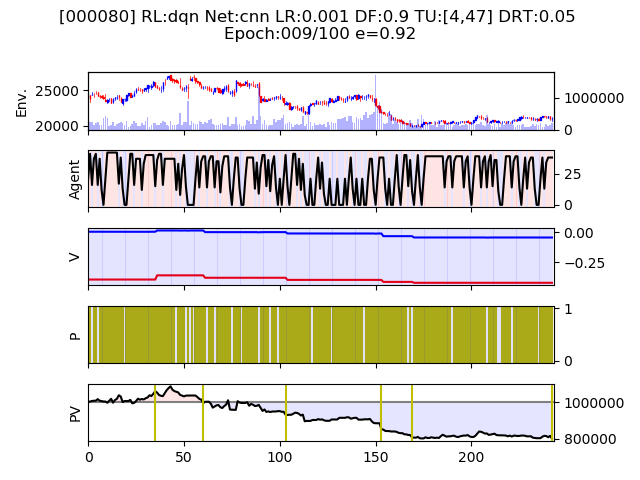 [000080] RL:dqn Net:cnn LR:0.001 DF:0.9 TU:[4,47] DRT:0.05
Epoch:009/100 e=0.92
Env.
25000
20000
1000000
0
Agent
25
0
V
0.00
−0.25
P
1
0
PV
1000000
800000
0 50 100 150 200